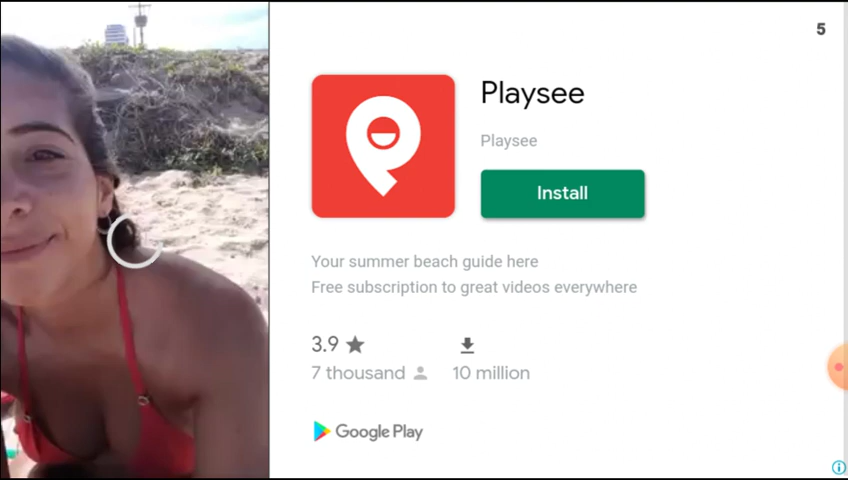 5
Playsee
Playsee
Install
Your summer beach guide here
Free subscription to great videos everywhere
3.9
7 thousand 10 million
Google Play